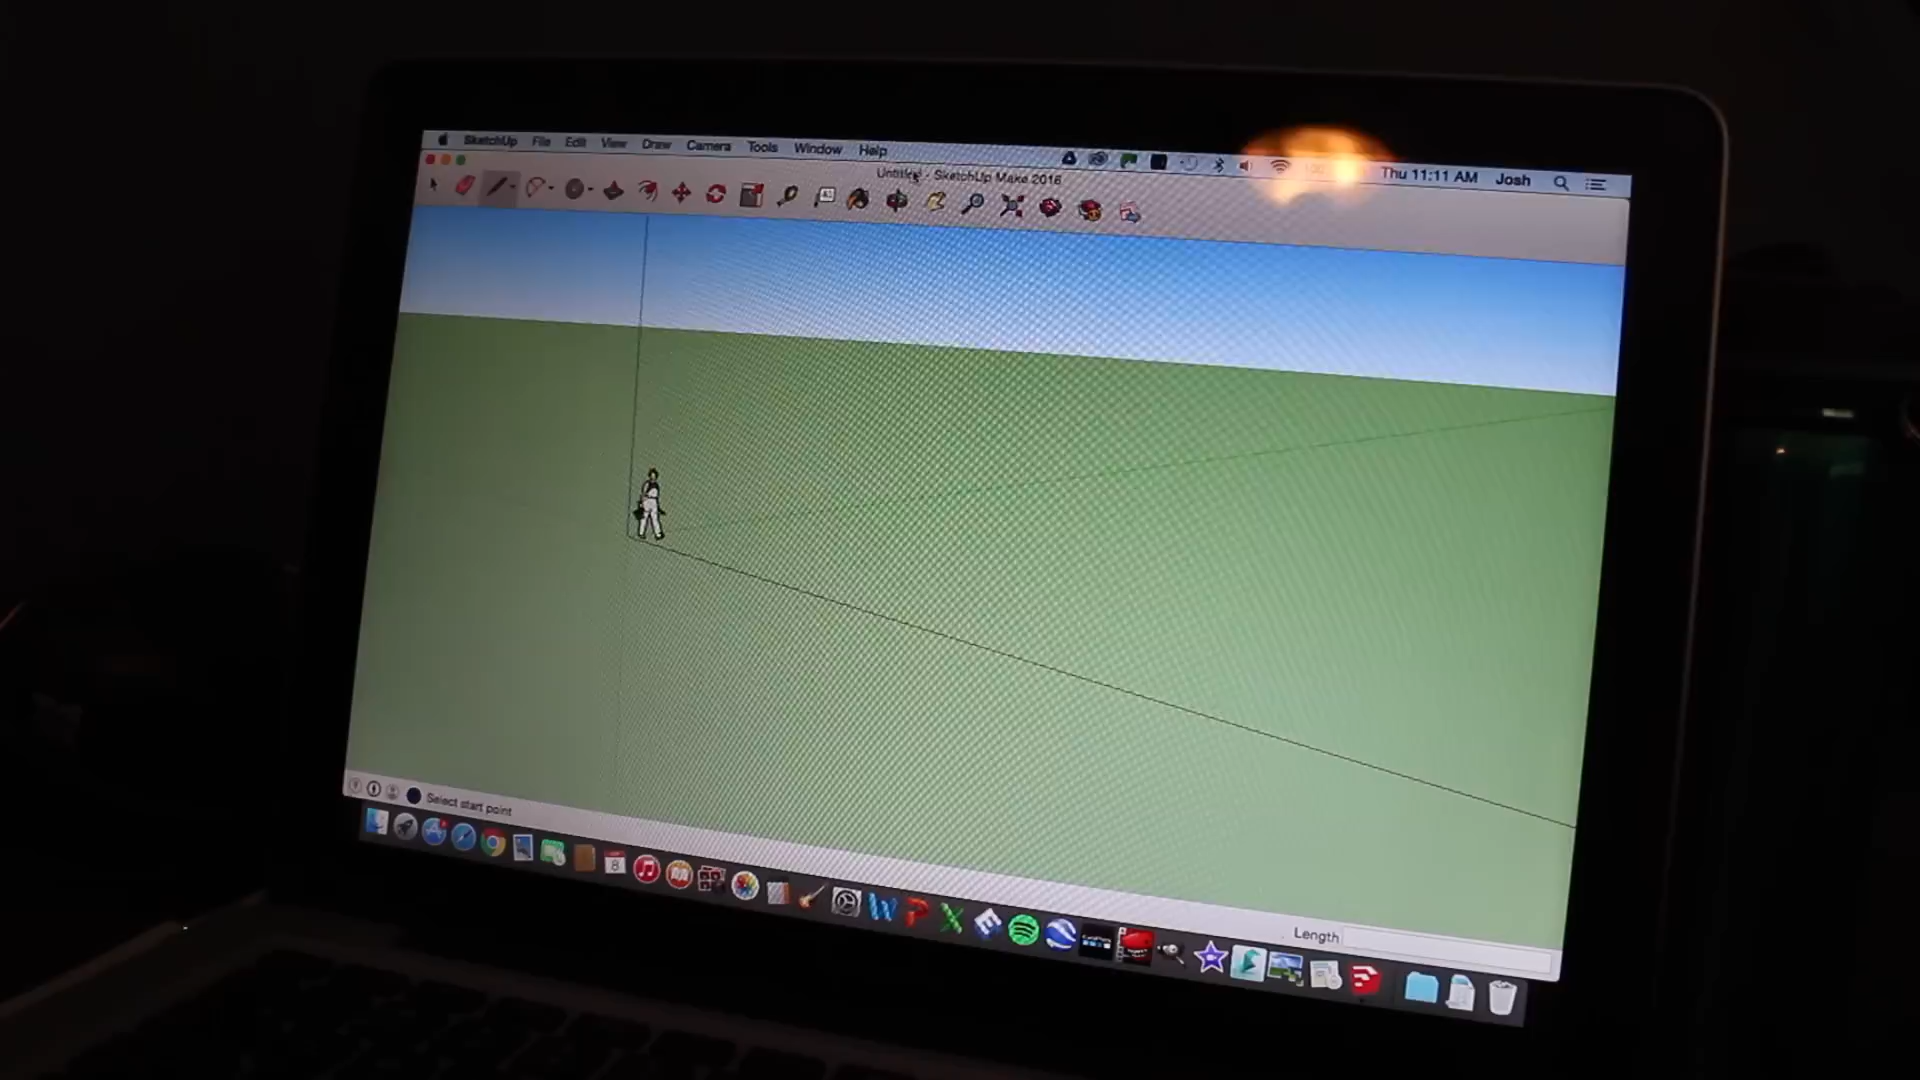 SketchUp File Edit View Draw Camera Tools Window Help Thu 11:11 AM Josh
Untitled - SketchUp Make 2016
Select start point
Length
8